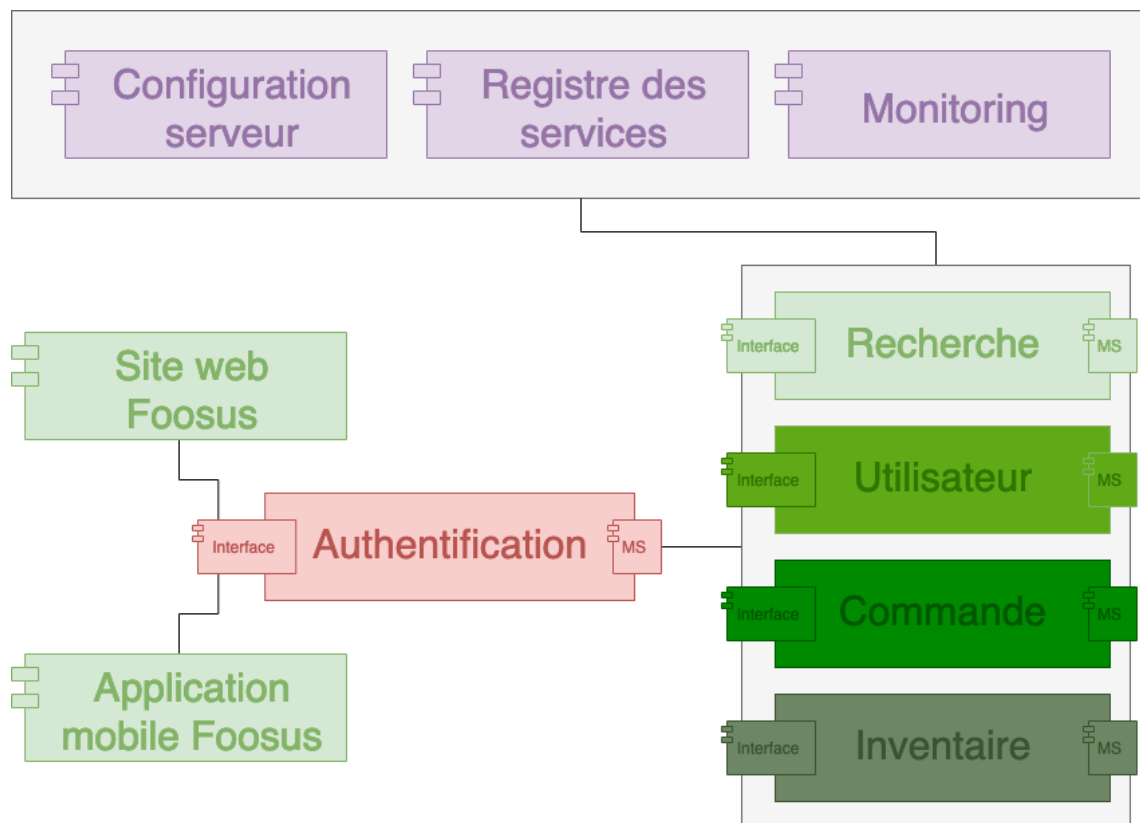 Configuration
serveur
Registre des
services
Monitoring
Site web
Foosus
Interface
Authentification
MS
Application
mobile Foosus
Interface
Recherche
MS
Interface
Utilisateur
MS
Interface
Commande
MS
Interface
Inventaire
MS